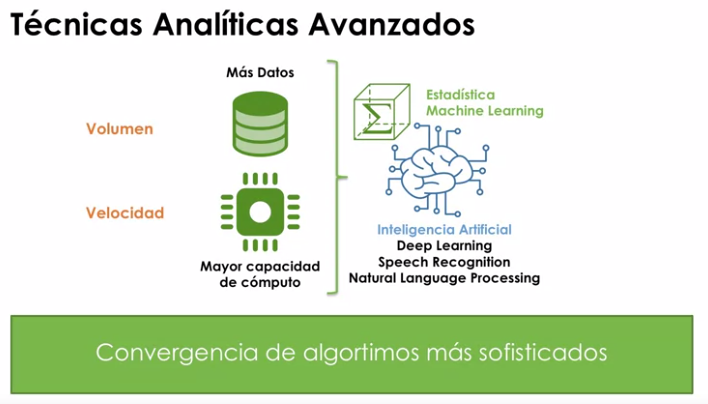 Técnicas Analíticas Avanzados
Más Datos
Volumen
Velocidad
Mayor capacidad
de cómputo
Σ
Estadística
Machine Learning
Inteligencia Artificial
Deep Learning
Speech Recognition
Natural Language Processing
Convergencia de algortimos más sofisticados